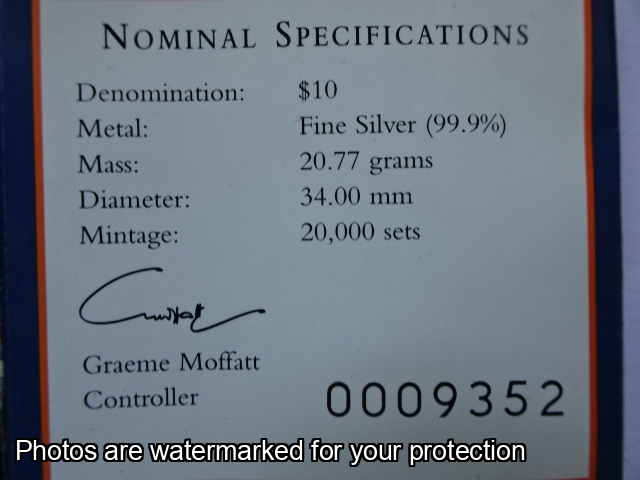 NOMINAL SPECIFICATIONS
Denomination: $10
Metal: Fine Silver (99.9%)
Mass: 20.77 grams
Diameter: 34.00 mm
Mintage: 20,000 sets
Graeme Moffatt
Controller 0009352
Photos are watermarked for your protection